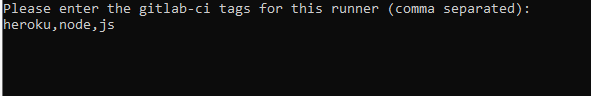 Please enter the gitlab-ci tags for this runner (comma separated):
heroku,node,js